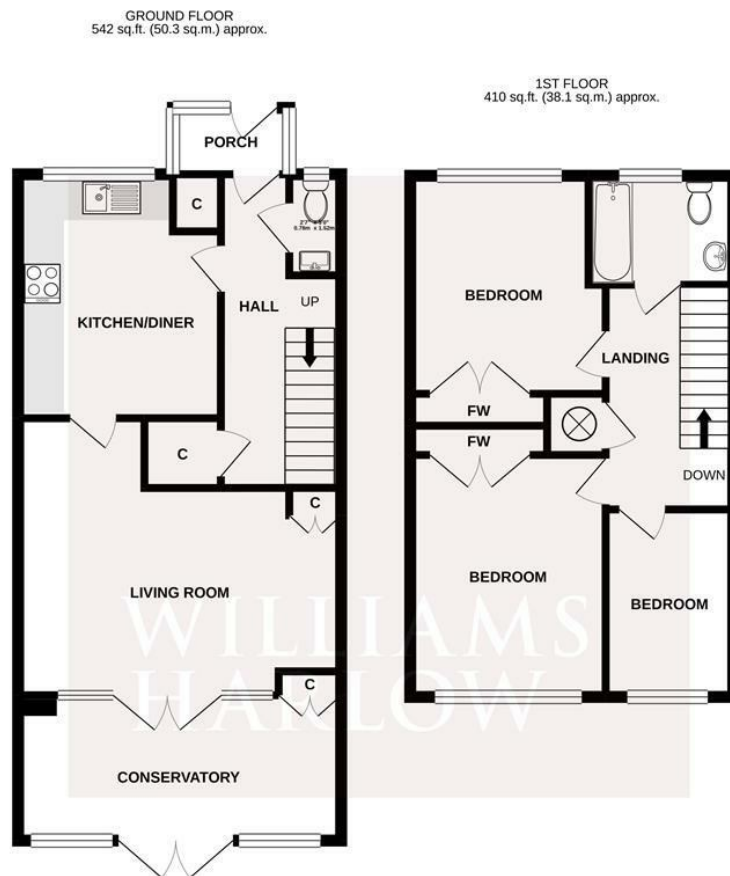 GROUND FLOOR
542 sq.ft. (50.3 sq.m.) approx.
1ST FLOOR
410 sq.ft. (38.1 sq.m.) approx.
PORCH
C
KITCHEN/DINER
HALL
UP
C
C
LIVING ROOM
C
CONSERVATORY
BEDROOM
LANDING
FW
FW
DOWN
BEDROOM
BEDROOM
WILLIAMS
HARLOW